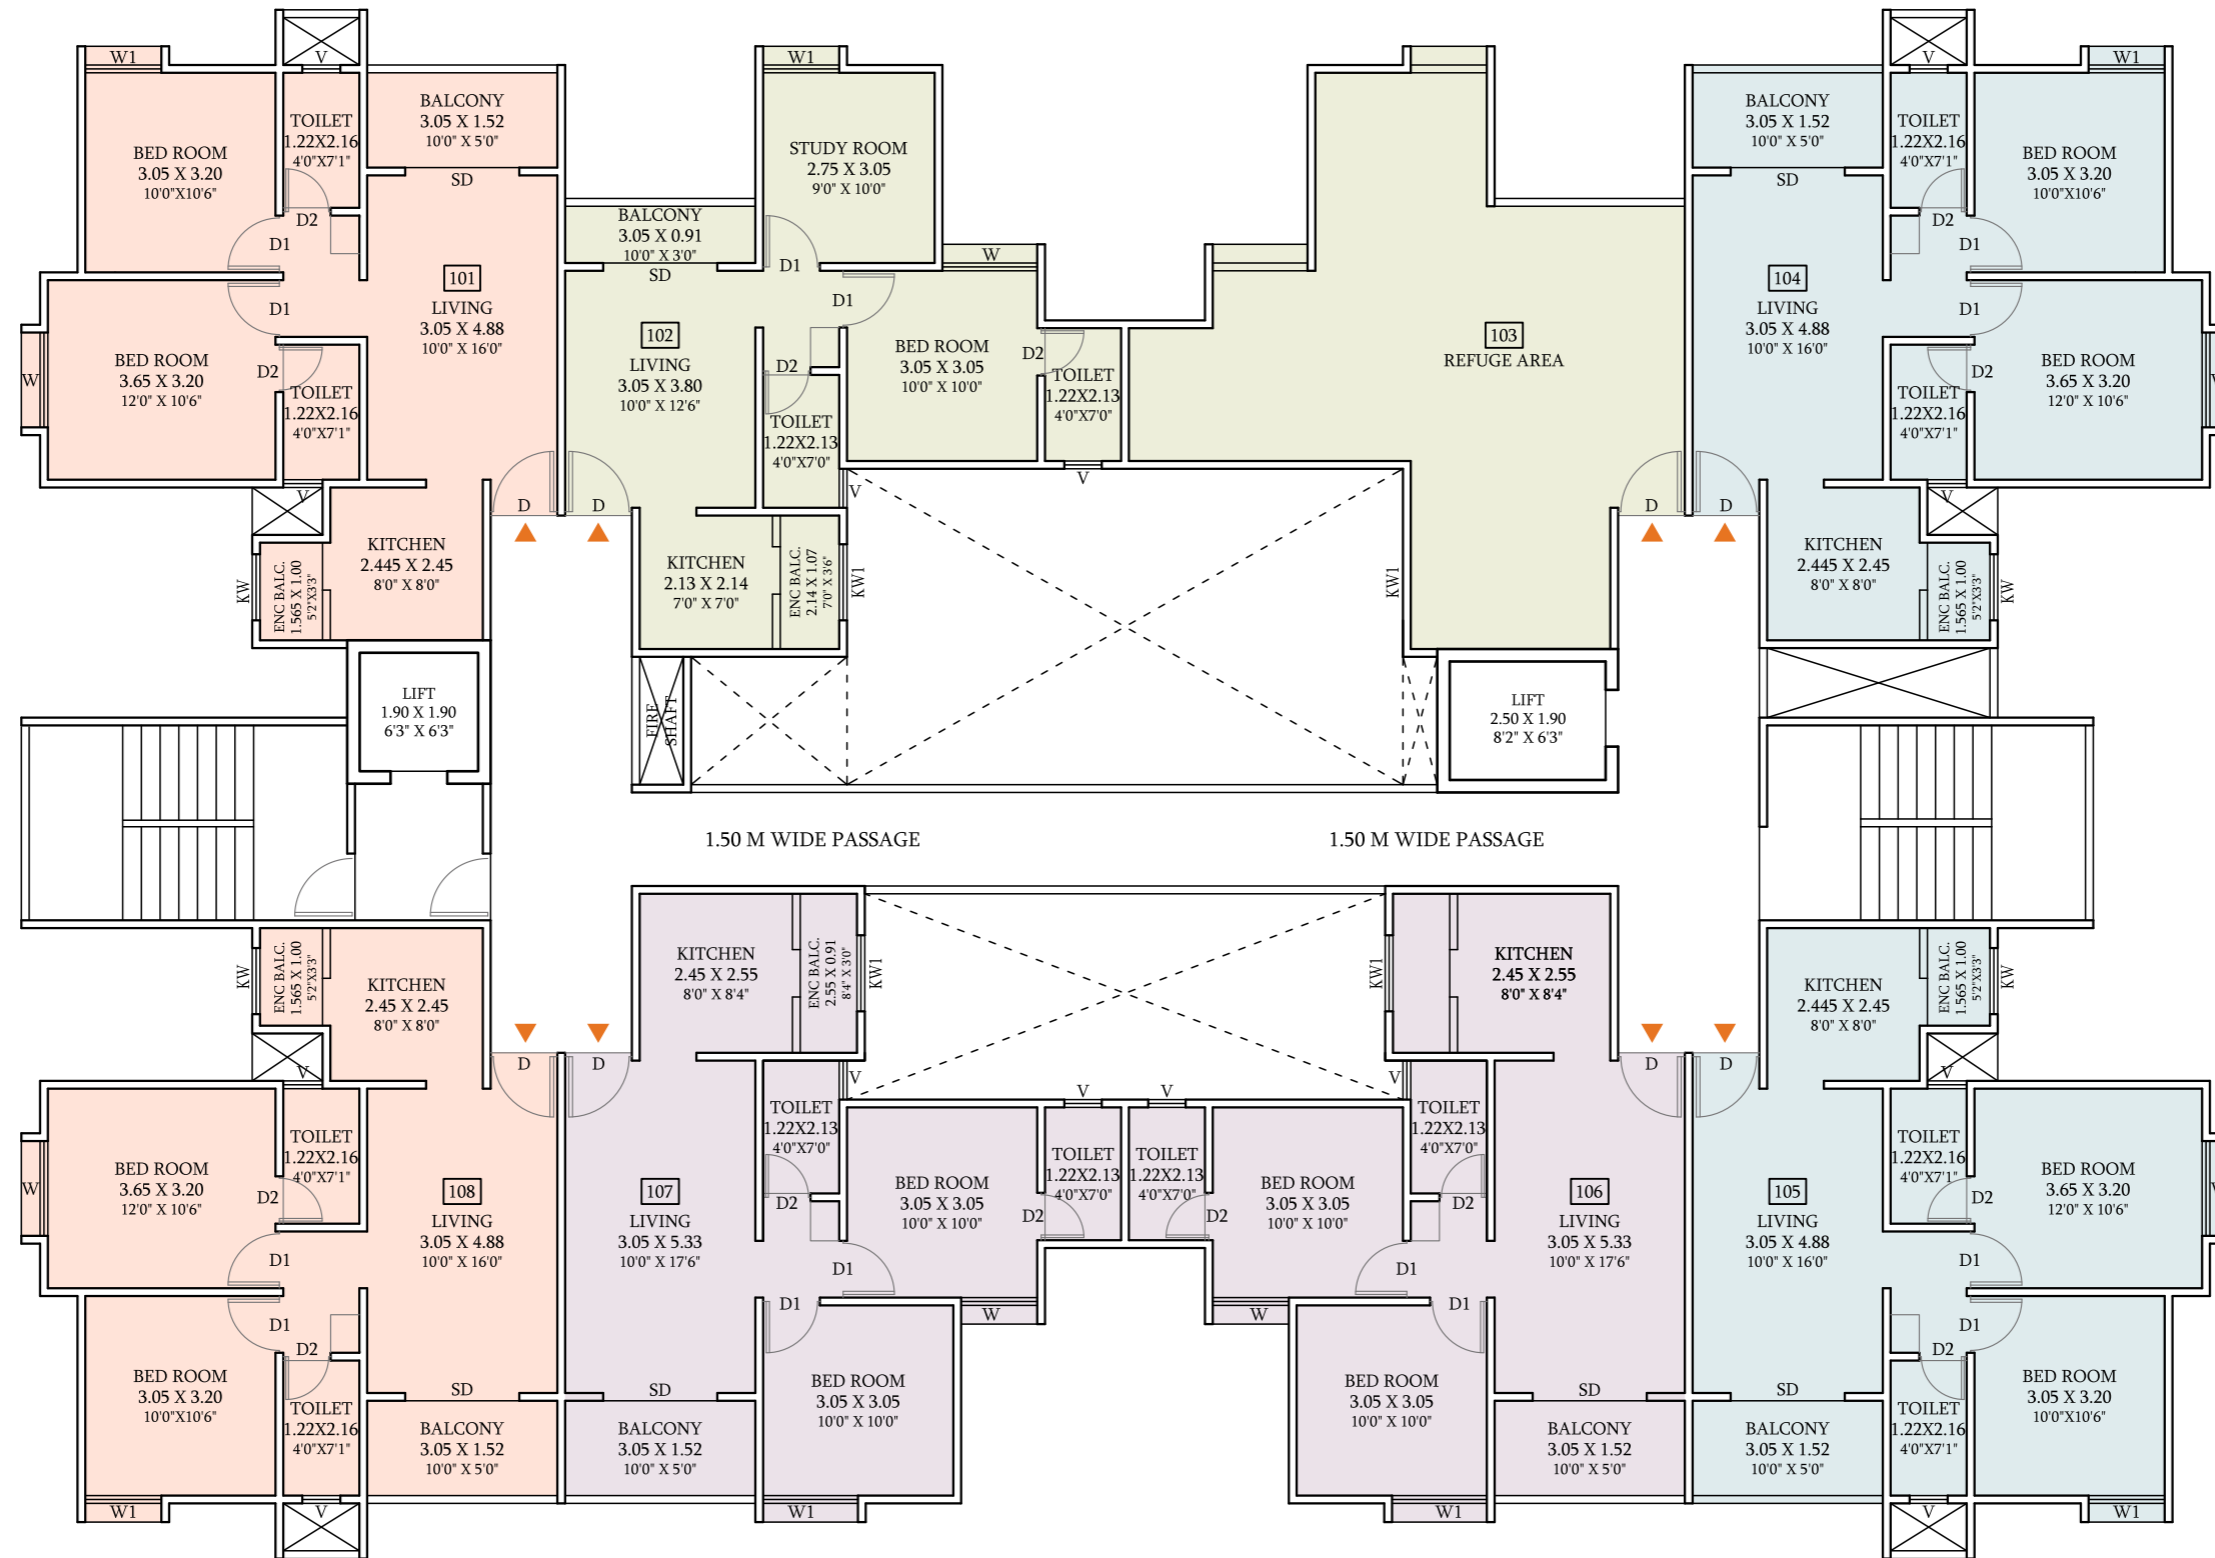 W1
V
BED ROOM
3.05 X 3.20
10'0"X10'6"
TOILET
1.22X2.16
4'0"X7'1"
BALCONY
3.05 X 1.52
10'0" X 5'0"
SD
D2
D1
D1
101
LIVING
3.05 X 4.88
10'0" X 16'0"
BED ROOM
3.65 X 3.20
12'0" X 10'6"
W
D2
TOILET
1.22X2.16
4'0"X7'1"
V
D
KITCHEN
2.445 X 2.45
8'0" X 8'0"
ENC BALC.
1.565 X 1.00
5'2"X3'3"
KW
W1
STUDY ROOM
2.75 X 3.05
9'0" X 10'0"
BALCONY
3.05 X 0.91
10'0" X 3'0"
SD
D1
W
D1
102
LIVING
3.05 X 3.80
10'0" X 12'6"
D2
BED ROOM
3.05 X 3.05
10'0" X 10'0"
D2
TOILET
1.22X2.13
4'0"X7'0"
TOILET
1.22X2.13
4'0"X7'0"
V
V
D
KITCHEN
2.13 X 2.14
7'0" X 7'0"
ENC BALC.
2.14 X 1.07
7'0" X 3'6"
KW1
KW1
103
REFUGE AREA
D
BALCONY
3.05 X 1.52
10'0" X 5'0"
SD
V
W1
TOILET
1.22X2.16
4'0"X7'1"
BED ROOM
3.05 X 3.20
10'0"X10'6"
D2
D1
D1
104
LIVING
3.05 X 4.88
10'0" X 16'0"
BED ROOM
3.65 X 3.20
12'0" X 10'6"
D2
TOILET
1.22X2.16
4'0"X7'1"
V
D
KITCHEN
2.445 X 2.45
8'0" X 8'0"
ENC BALC.
1.565 X 1.00
5'2"X3'3"
KW
LIFT
1.90 X 1.90
6'3" X 6'3"
FIRE
SHAFT
LIFT
2.50 X 1.90
8'2" X 6'3"
1.50 M WIDE PASSAGE
1.50 M WIDE PASSAGE
KW
ENC BALC.
1.565 X 1.00
5'2"X3'3"
KITCHEN
2.45 X 2.45
8'0" X 8'0"
V
D
BED ROOM
3.65 X 3.20
12'0" X 10'6"
W
TOILET
1.22X2.16
4'0"X7'1"
D2
108
LIVING
3.05 X 4.88
10'0" X 16'0"
D1
D1
D2
BED ROOM
3.05 X 3.20
10'0"X10'6"
TOILET
1.22X2.16
4'0"X7'1"
SD
BALCONY
3.05 X 1.52
10'0" X 5'0"
W1
V
KITCHEN
2.45 X 2.55
8'0" X 8'4"
ENC BALC.
2.55 X 0.91
8'4" X 3'0"
KW1
D
V
V
TOILET
1.22X2.13
4'0"X7'0"
D2
107
LIVING
3.05 X 5.33
10'0" X 17'6"
BED ROOM
3.05 X 3.05
10'0" X 10'0"
TOILET
1.22X2.13
4'0"X7'0"
D2
D1
D1
W
BED ROOM
3.05 X 3.05
10'0" X 10'0"
SD
BALCONY
3.05 X 1.52
10'0" X 5'0"
W1
KW1
KITCHEN
2.45 X 2.55
8'0" X 8'4"
D
V
V
TOILET
1.22X2.13
4'0"X7'0"
TOILET
1.22X2.13
4'0"X7'0"
D2
BED ROOM
3.05 X 3.05
10'0" X 10'0"
D2
106
LIVING
3.05 X 5.33
10'0" X 17'6"
D1
D1
W
BED ROOM
3.05 X 3.05
10'0" X 10'0"
SD
BALCONY
3.05 X 1.52
10'0" X 5'0"
W1
KITCHEN
2.445 X 2.45
8'0" X 8'0"
ENC BALC.
1.565 X 1.00
5'2"X3'3"
KW
V
D
TOILET
1.22X2.16
4'0"X7'1"
BED ROOM
3.65 X 3.20
12'0" X 10'6"
D2
105
LIVING
3.05 X 4.88
10'0" X 16'0"
D1
D1
D2
BED ROOM
3.05 X 3.20
10'0"X10'6"
TOILET
1.22X2.16
4'0"X7'1"
SD
BALCONY
3.05 X 1.52
10'0" X 5'0"
V
W1